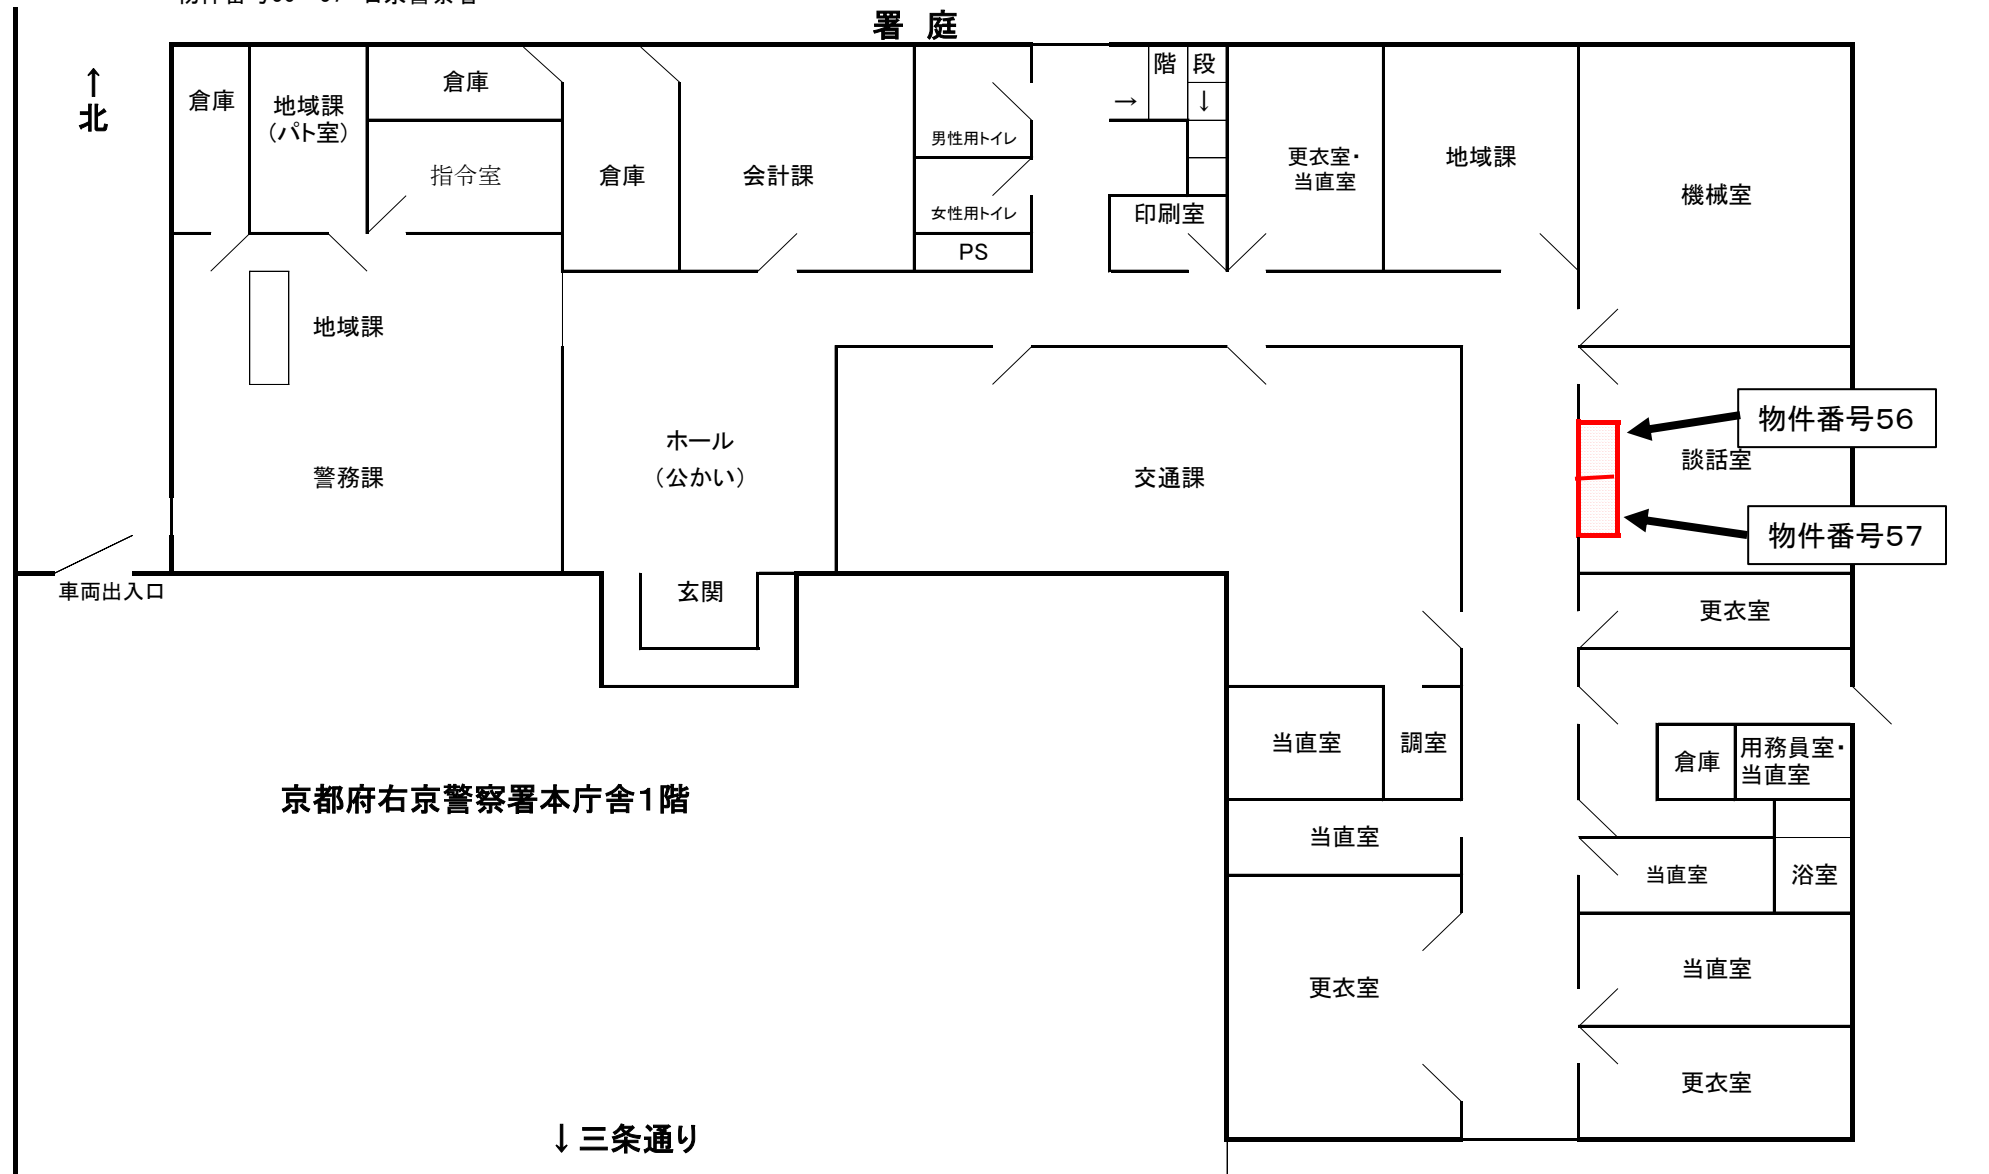 署 庭
↑
北
倉庫
地域課
（パト室）
倉庫
指令室
倉庫
会計課
男性用トイレ
女性用トイレ
PS
階 段
→ ↓
印刷室
更衣室・
当直室
地域課
機械室
地域課
警務課
ホール
（公かい）
交通課
物件番号56
談話室
物件番号57
車両出入口
玄関
更衣室
当直室
調室
倉庫
用務員室・
当直室
京都府右京警察署本庁舎1階
当直室
当直室
浴室
当直室
更衣室
更衣室
↓三条通り